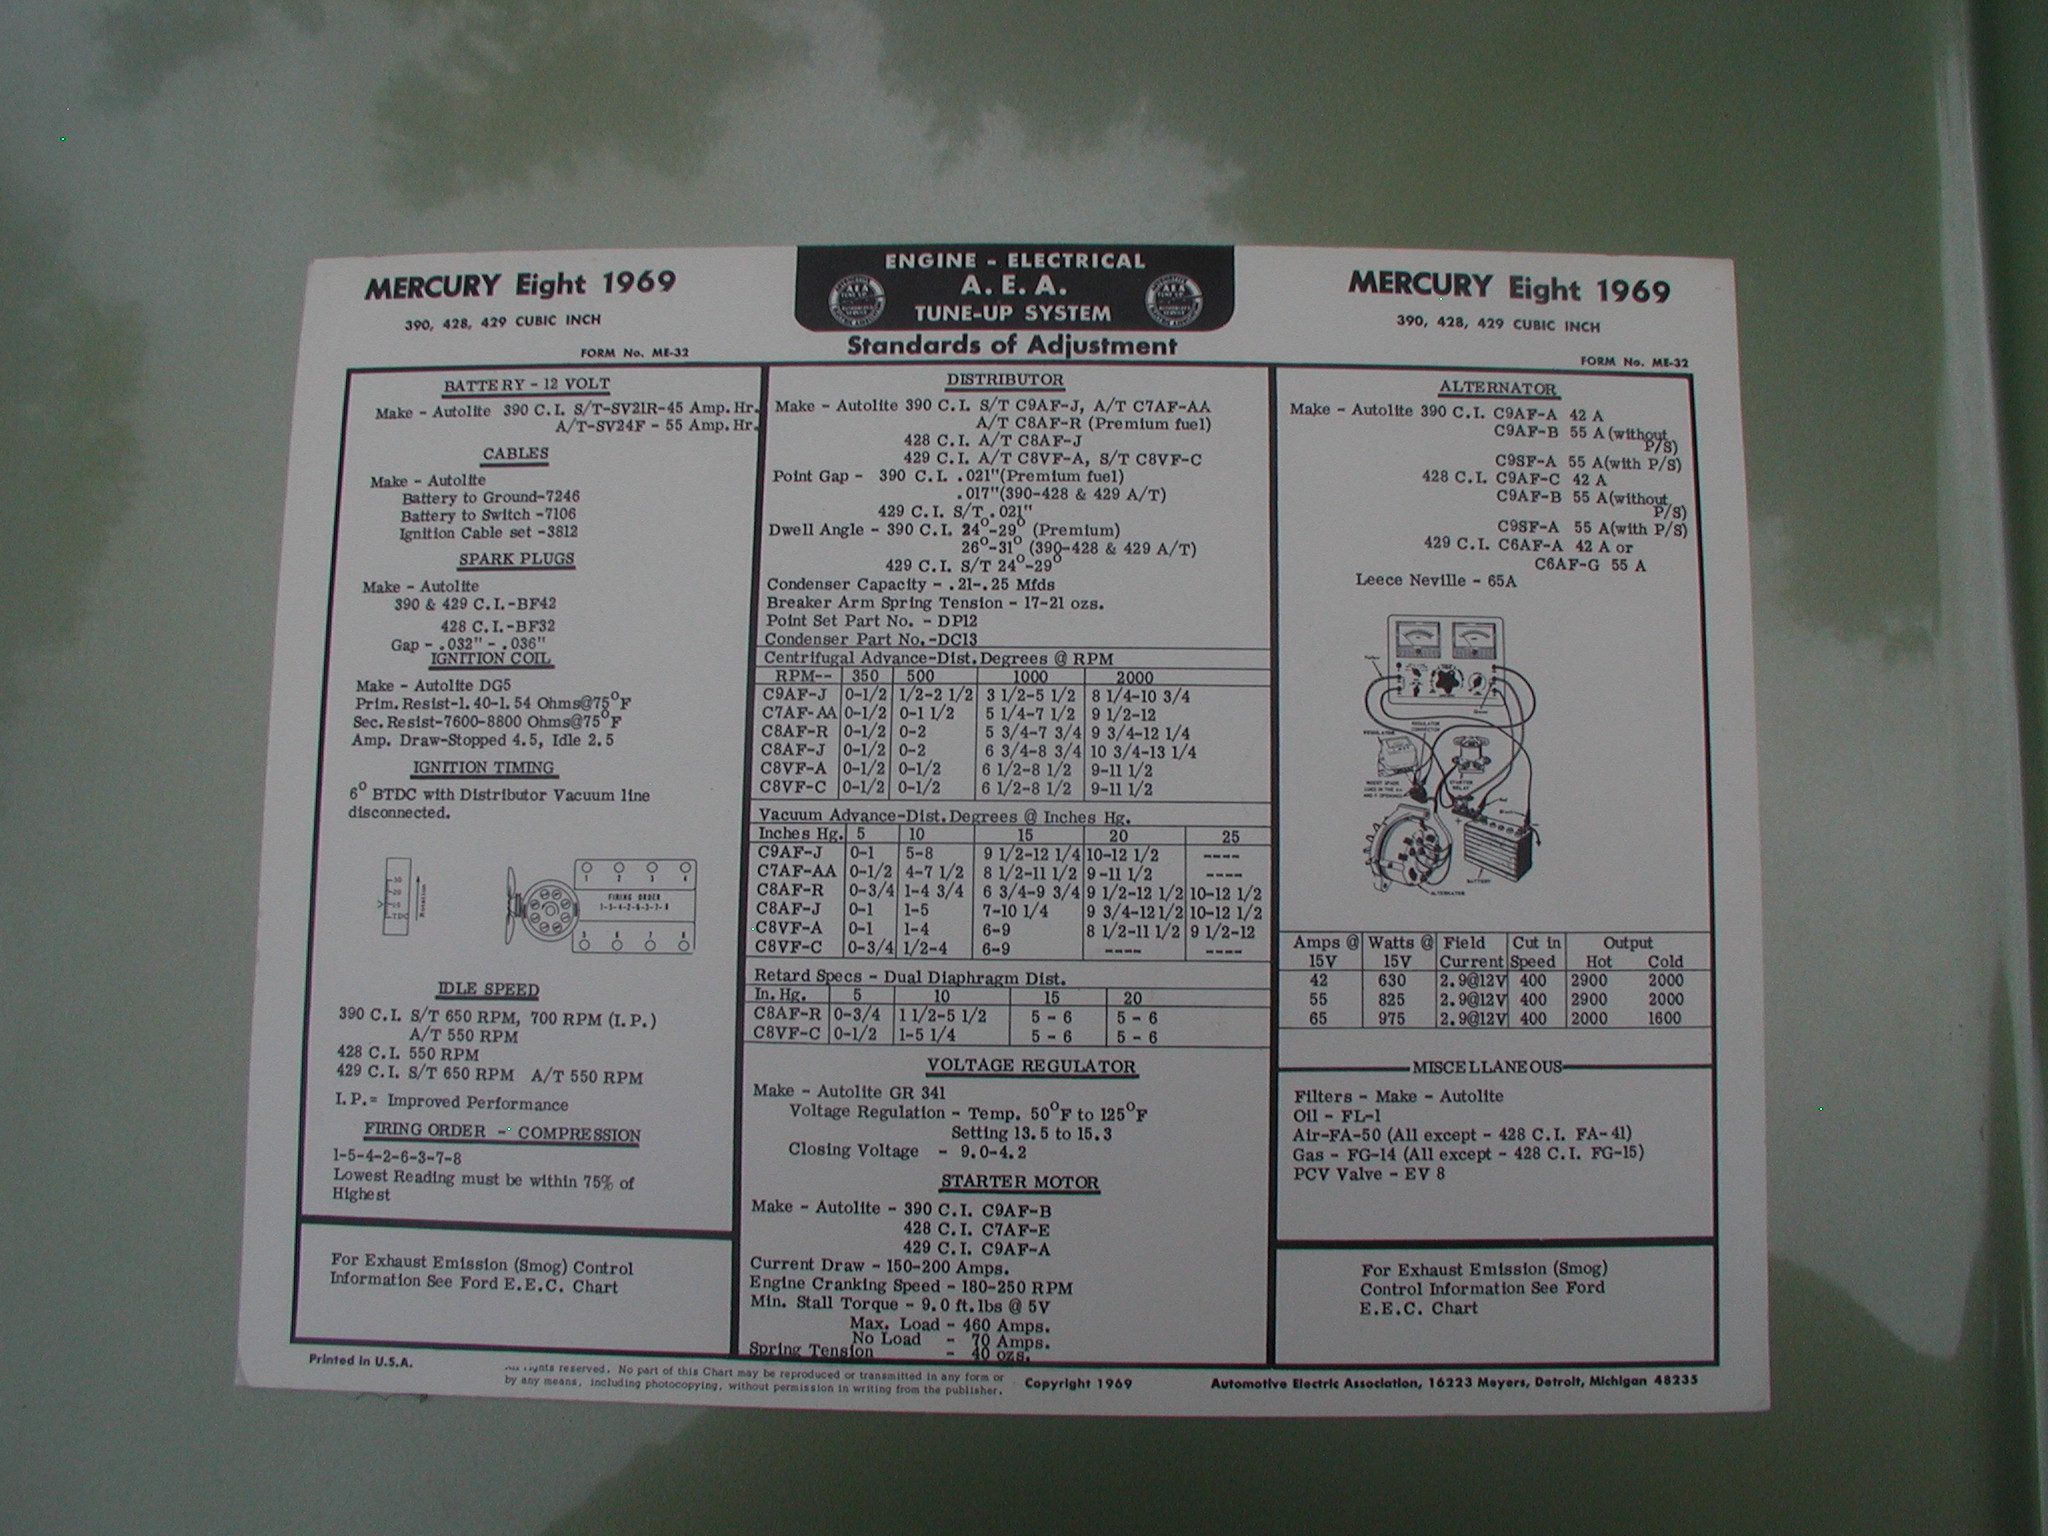 MERCURY Eight 1969
390, 428, 429 CUBIC INCH
FORM No. ME-32
ENGINE - ELECTRICAL
A. E. A.
TUNE-UP SYSTEM
Standards of Adjustment
MERCURY Eight 1969
390, 428, 429 CUBIC INCH
FORM No. ME-32
BATTERY - 12 VOLT
Make - Autolite 390 C.I. S/T-SV21R-45 Amp.Hr.
A/T-SV24F - 55 Amp.Hr.
CABLES
Make - Autolite
Battery to Ground-7246
Battery to Switch -7106
Ignition Cable set -3812
SPARK PLUGS
Make - Autolite
390 & 429 C.I.-BF42
428 C.I.-BF32
Gap - .032" - .036"
IGNITION COIL
Make - Autolite DG5
Prim. Resist-1.40-1.54 Ohms@75°F
Sec. Resist-7600-8800 Ohms@75°F
Amp. Draw-Stopped 4.5, Idle 2.5
IGNITION TIMING
6° BTDC with Distributor Vacuum line
disconnected.
30
20
10
TDC
Rotation
1 2 3 4
FIRING ORDER
1-5-4-2-6-3-7-8
5 6 7 8
IDLE SPEED
390 C.I. S/T 650 RPM, 700 RPM (I.P.)
A/T 550 RPM
428 C.I. 550 RPM
429 C.I. S/T 650 RPM A/T 550 RPM
I.P.= Improved Performance
FIRING ORDER - COMPRESSION
1-5-4-2-6-3-7-8
Lowest Reading must be within 75% of
Highest
For Exhaust Emission (Smog) Control
Information See Ford E.E.C. Chart
DISTRIBUTOR
Make - Autolite 390 C.I. S/T C9AF-J, A/T C7AF-AA
A/T C8AF-R (Premium fuel)
428 C.I. A/T C8AF-J
429 C.I. A/T C8VF-A, S/T C8VF-C
Point Gap - 390 C.I. .021"(Premium fuel)
.017"(390-428 & 429 A/T)
429 C.I. S/T .021"
Dwell Angle - 390 C.I. 24°-29° (Premium)
26°-31° (390-428 & 429 A/T)
429 C.I. S/T 24°-29°
Condenser Capacity - .21-.25 Mfds
Breaker Arm Spring Tension - 17-21 ozs.
Point Set Part No. - DP12
Condenser Part No.-DC13
Centrifugal Advance-Dist. Degrees @ RPM
RPM-- 350 500 1000 2000
C9AF-J 0-1/2 1/2-2 1/2 3 1/2-5 1/2 8 1/4-10 3/4
C7AF-AA 0-1/2 0-1 1/2 5 1/4-7 1/2 9 1/2-12
C8AF-R 0-1/2 0-2 5 3/4-7 3/4 9 3/4-12 1/4
C8AF-J 0-1/2 0-2 6 3/4-8 3/4 10 3/4-13 1/4
C8VF-A 0-1/2 0-1/2 6 1/2-8 1/2 9-11 1/2
C8VF-C 0-1/2 0-1/2 6 1/2-8 1/2 9-11 1/2
Vacuum Advance-Dist. Degrees @ Inches Hg.
Inches Hg. 5 10 15 20 25
C9AF-J 0-1 5-8 9 1/2-12 1/4 10-12 1/2 ----
C7AF-AA 0-1/2 4-7 1/2 8 1/2-11 1/2 9-11 1/2 ----
C8AF-R 0-3/4 1-4 3/4 6 3/4-9 3/4 9 1/2-12 1/2 10-12 1/2
C8AF-J 0-1 1-5 7-10 1/4 9 3/4-12 1/2 10-12 1/2
C8VF-A 0-1 1-4 6-9 8 1/2-11 1/2 9 1/2-12
C8VF-C 0-3/4 1/2-4 6-9 ---- ----
Retard Specs - Dual Diaphragm Dist.
In. Hg. 5 10 15 20
C8AF-R 0-3/4 1 1/2-5 1/2 5 - 6 5 - 6
C8VF-C 0-1/2 1-5 1/4 5 - 6 5 - 6
VOLTAGE REGULATOR
Make - Autolite GR 341
Voltage Regulation - Temp. 50°F to 125°F
Setting 13.5 to 15.3
Closing Voltage - 9.0-4.2
STARTER MOTOR
Make - Autolite - 390 C.I. C9AF-B
428 C.I. C7AF-E
429 C.I. C9AF-A
Current Draw - 150-200 Amps.
Engine Cranking Speed - 180-250 RPM
Min. Stall Torque - 9.0 ft.lbs @ 5V
Max. Load - 460 Amps.
No Load - 70 Amps.
Spring Tension - 40 ozs.
ALTERNATOR
Make - Autolite 390 C.I. C9AF-A 42 A
C9AF-B 55 A(without
P/S)
C9SF-A 55 A(with P/S)
428 C.I. C9AF-C 42 A
C9AF-B 55 A(without
P/S)
C9SF-A 55 A(with P/S)
429 C.I. C6AF-A 42 A or
C6AF-G 55 A
Leece Neville - 65A
REGULATOR
REGULATOR
CONNECTOR
STARTER
RELAY
BATTERY
ALTERNATOR
Amps @ Watts @ Field Cut in Output
15V 15V Current Speed Hot Cold
42 630 2.9@12V 400 2900 2000
55 825 2.9@12V 400 2900 2000
65 975 2.9@12V 400 2000 1600
MISCELLANEOUS
Filters - Make - Autolite
Oil - FL-1
Air-FA-50 (All except - 428 C.I. FA-41)
Gas - FG-14 (All except - 428 C.I. FG-15)
PCV Valve - EV 8
For Exhaust Emission (Smog)
Control Information See Ford
E.E.C. Chart
Printed in U.S.A.
rights reserved. No part of this Chart may be reproduced or transmitted in any form or
by any means, including photocopying, without permission in writing from the publisher.
Copyright 1969
Automotive Electric Association, 16223 Meyers, Detroit, Michigan 48235